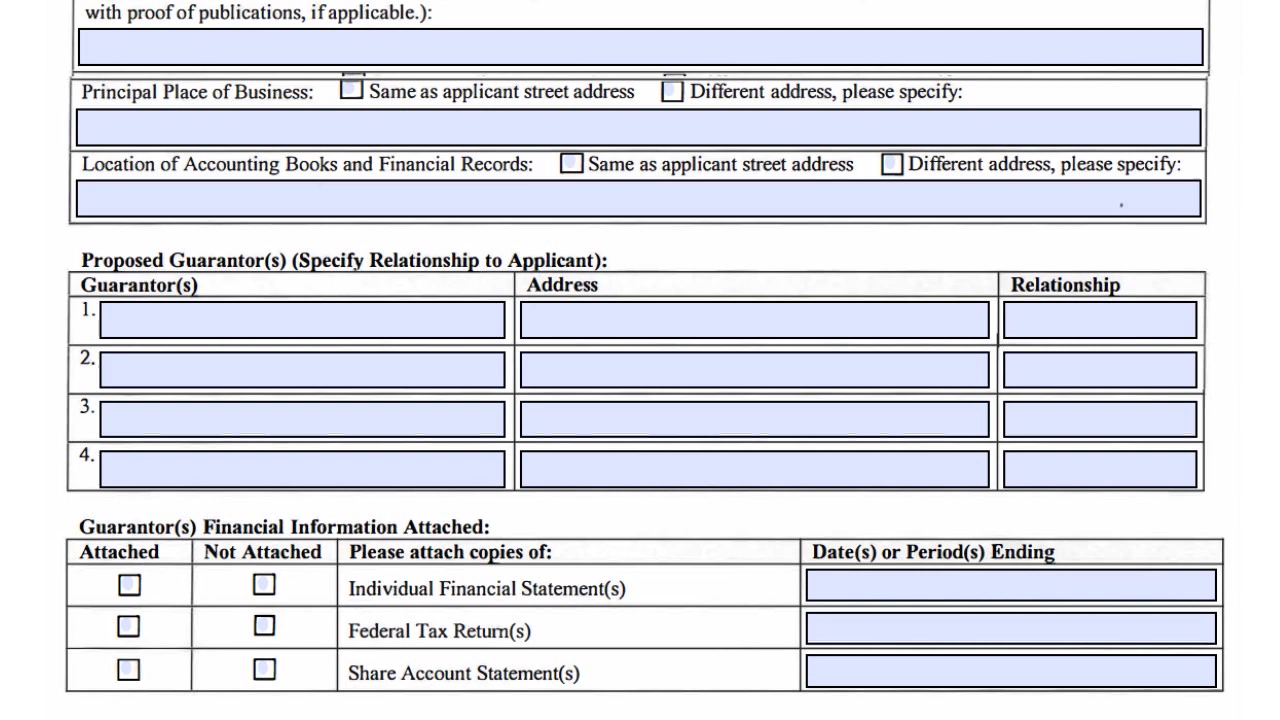 with proof of publications, if applicable.):
Principal Place of Business: Same as applicant street address Different address, please specify:
Location of Accounting Books and Financial Records: Same as applicant street address Different address, please specify:
Proposed Guarantor(s) (Specify Relationship to Applicant):
Guarantor(s) Address Relationship
1.
2.
3.
4.
Guarantor(s) Financial Information Attached:
Attached Not Attached Please attach copies of: Date(s) or Period(s) Ending
Individual Financial Statement(s)
Federal Tax Return(s)
Share Account Statement(s)